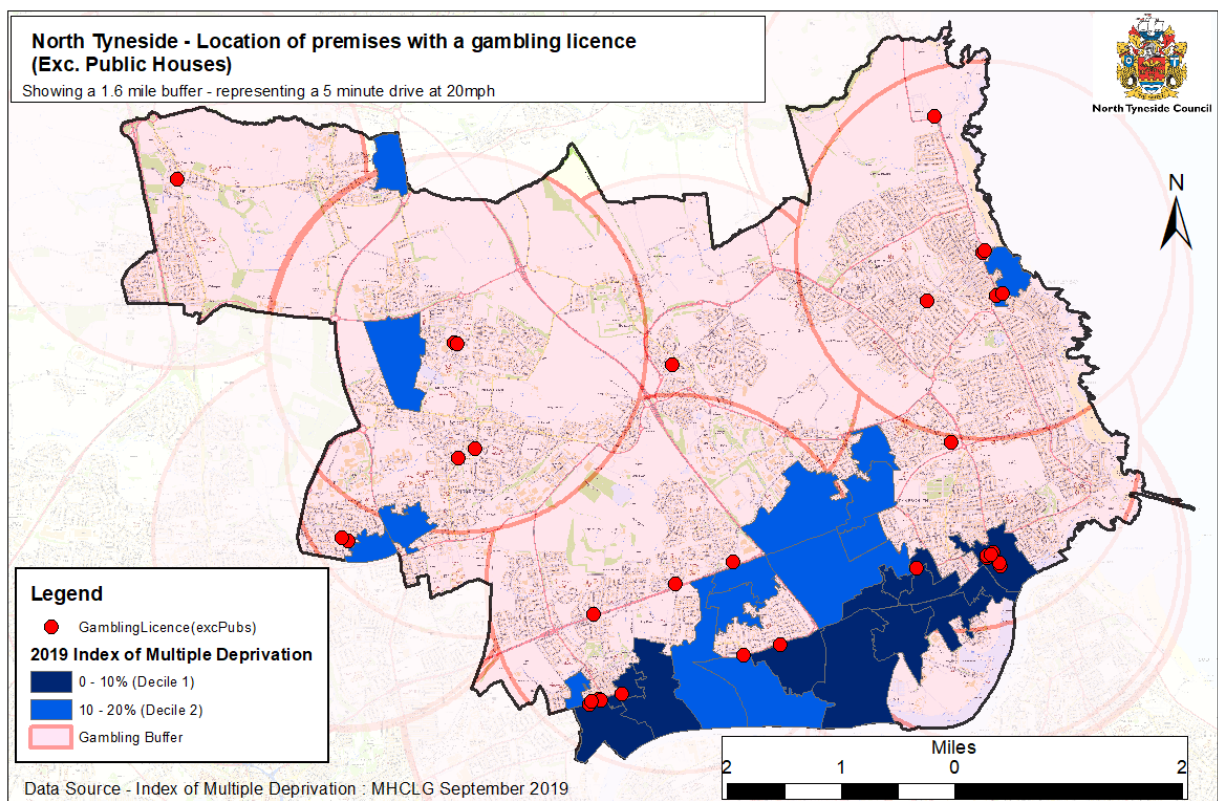 North Tyneside - Location of premises with a gambling licence
(Exc. Public Houses)
Showing a 1.6 mile buffer - representing a 5 minute drive at 20mph
North Tyneside Council
N
Legend
GamblingLicence(excPubs)
2019 Index of Multiple Deprivation
0 - 10% (Decile 1)
10 - 20% (Decile 2)
Gambling Buffer
Miles
2 1 0 2
Data Source - Index of Multiple Deprivation : MHCLG September 2019